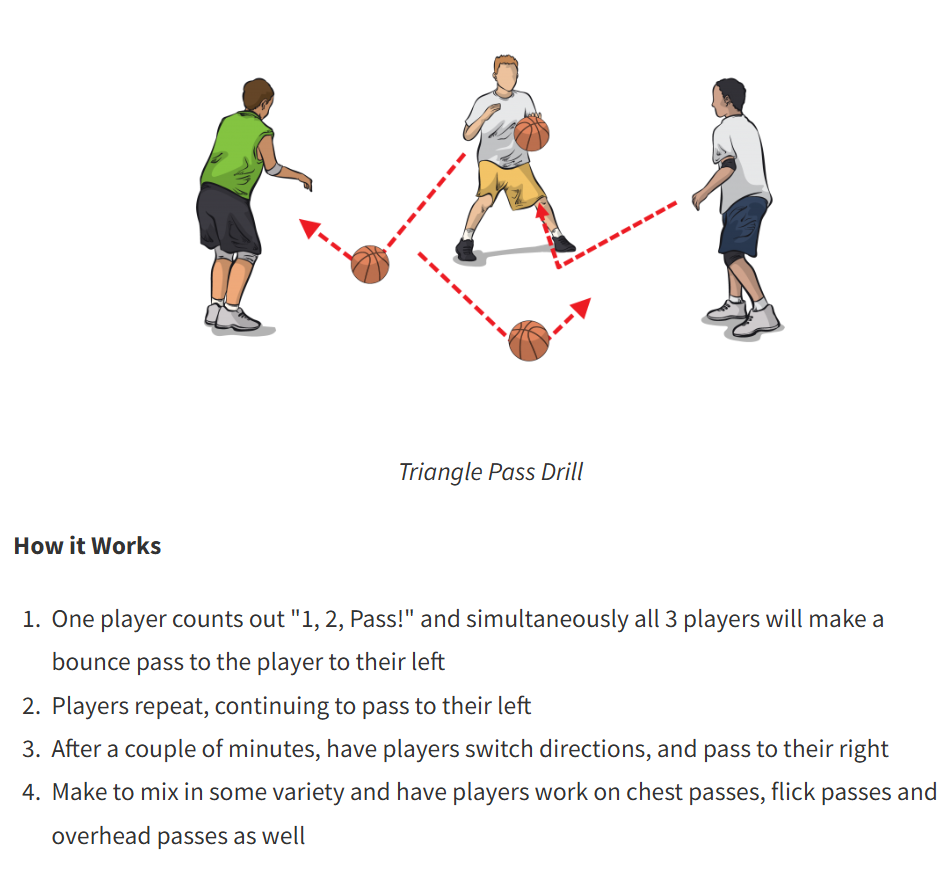 Triangle Pass Drill
How it Works
1. One player counts out "1, 2, Pass!" and simultaneously all 3 players will make a
bounce pass to the player to their left
2. Players repeat, continuing to pass to their left
3. After a couple of minutes, have players switch directions, and pass to their right
4. Make to mix in some variety and have players work on chest passes, flick passes and
overhead passes as well